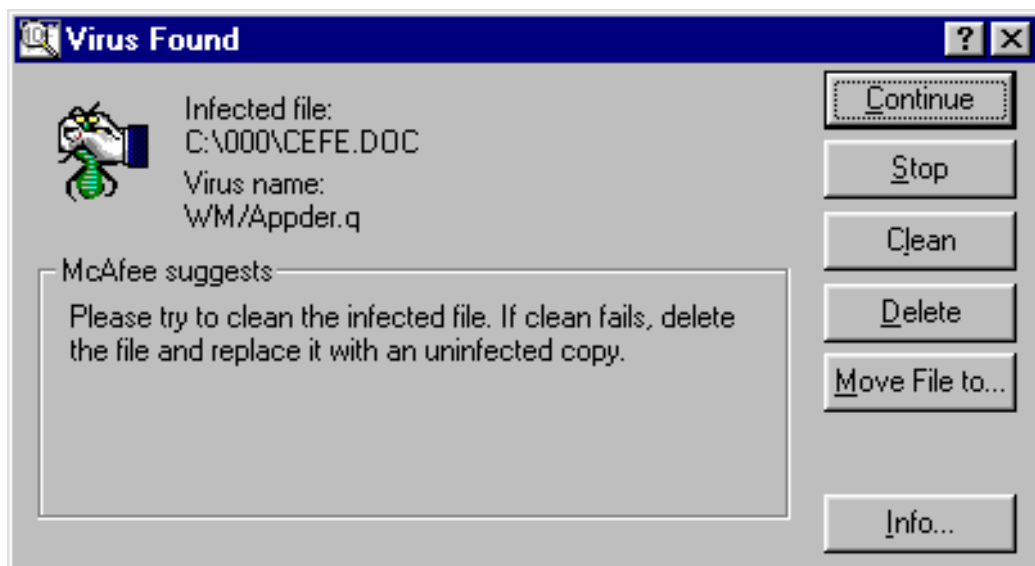 Virus Found
Infected file:
C:\000\CEFE.DOC
Virus name:
WM/Appder.q
McAfee suggests
Please try to clean the infected file. If clean fails, delete
the file and replace it with an uninfected copy.
Continue
Stop
Clean
Delete
Move File to...
Info...